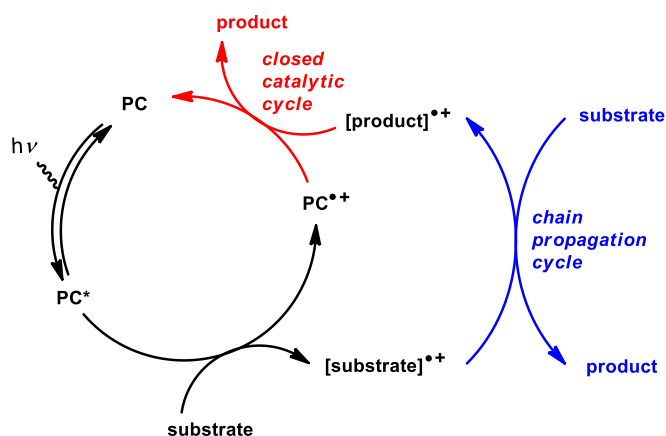 product
closed
catalytic
cycle
PC
[product]•+
substrate
hν
PC•+
chain
propagation
cycle
PC*
[substrate]•+
product
substrate